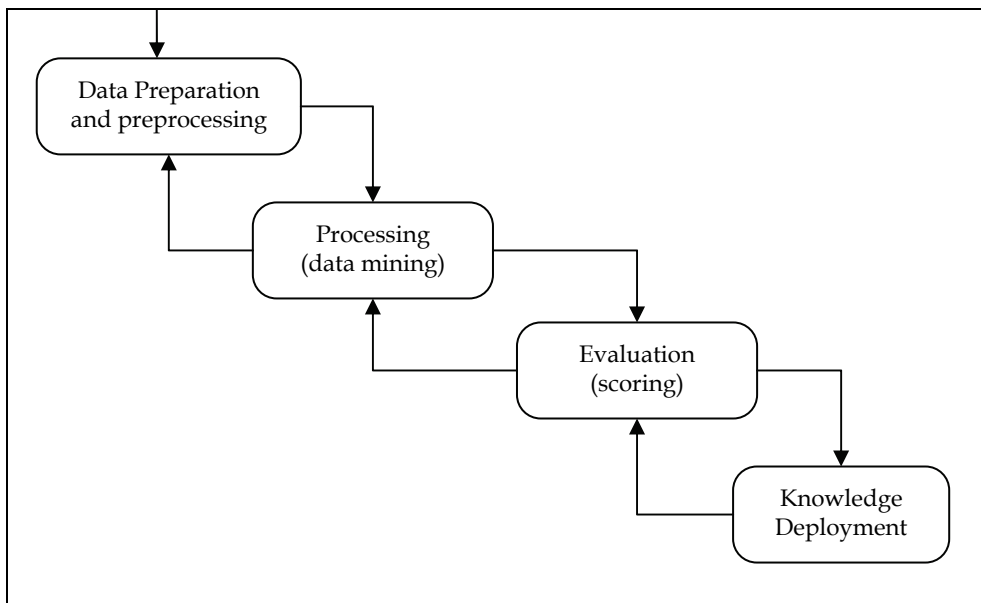 Data Preparation
and preprocessing
Processing
(data mining)
Evaluation
(scoring)
Knowledge
Deployment